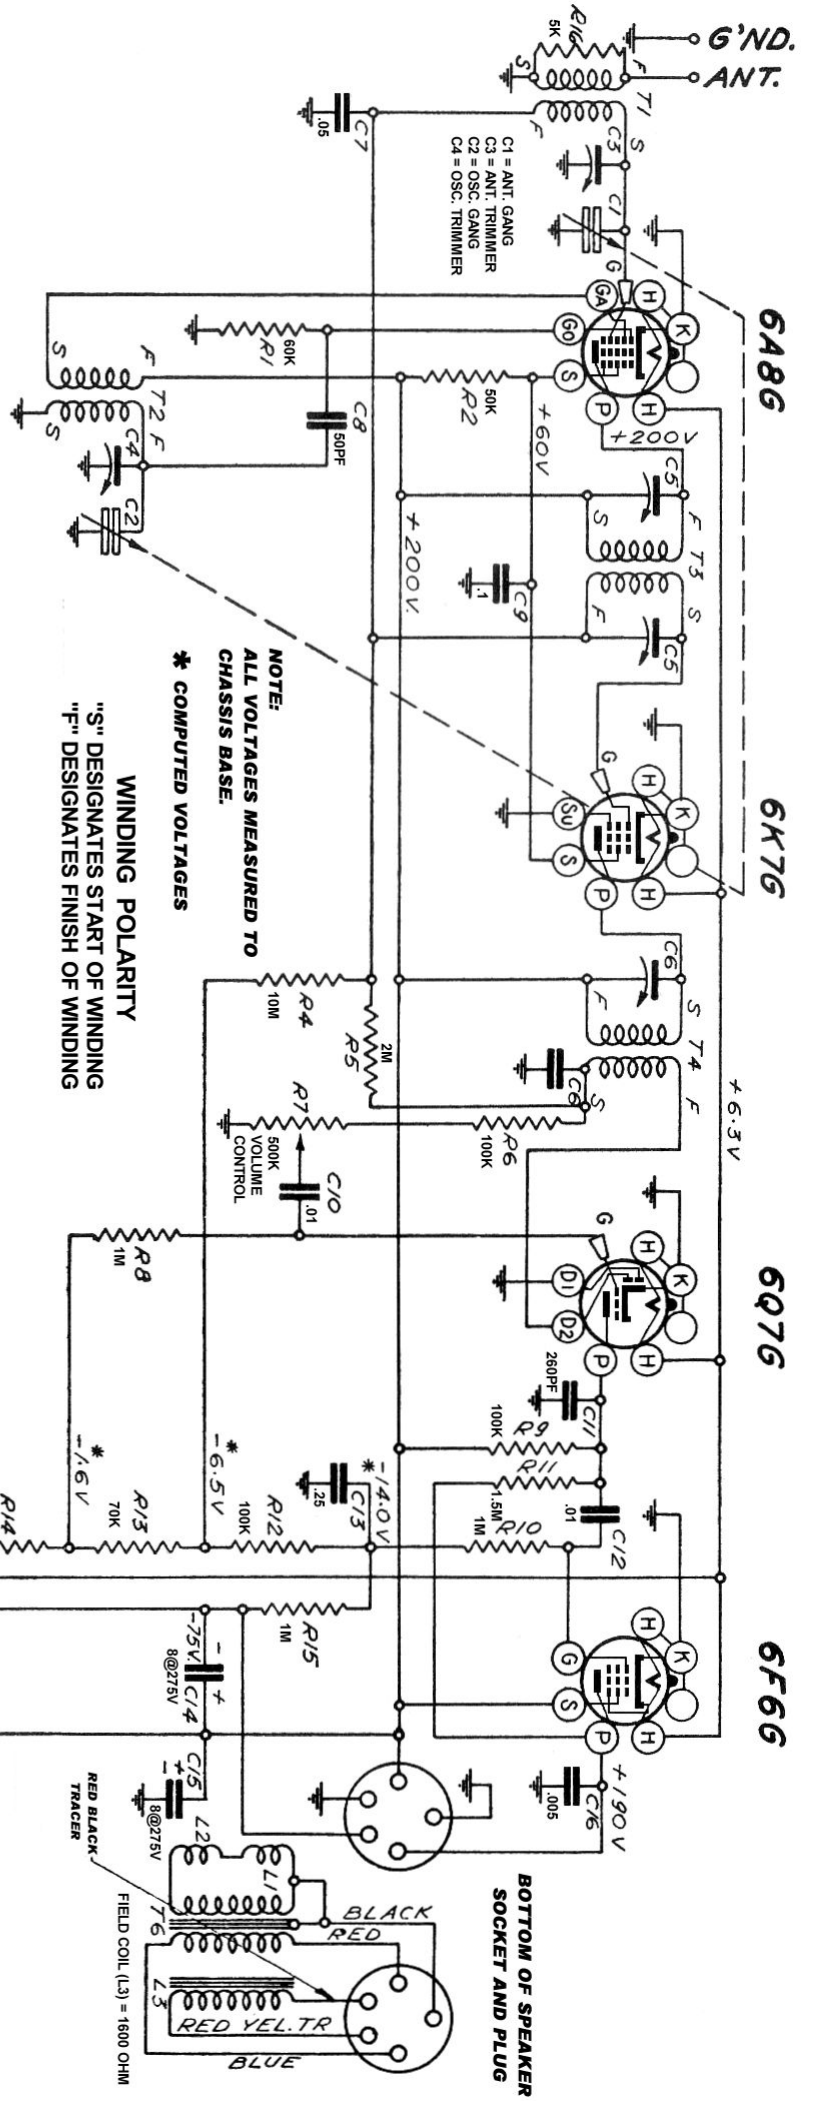 G'ND.
ANT.
R16
5K
S
F
T1
F
S
C3
C1
G
C7
.05
C1 = ANT. GANG
C3 = ANT. TRIMMER
C2 = OSC. GANG
C4 = OSC. TRIMMER
6A8G
GA
H
K
GO
S
P
H
R1
60K
C8
50PF
R2
50K
+60V
+200V
S
F
T2
S
F
C4
C2
C5
F
S
T3
S
F
C5
+200V.
C9
.1
NOTE:
ALL VOLTAGES MEASURED TO
CHASSIS BASE.
* COMPUTED VOLTAGES
WINDING POLARITY
"S" DESIGNATES START OF WINDING
"F" DESIGNATES FINISH OF WINDING
6K7G
G
H
K
SU
S
P
H
C6
S
F
T4
F
S
C6
+6.3V
R4
10M
R5
2M
R6
100K
R7
500K
VOLUME
CONTROL
C10
.01
6Q7G
G
H
K
D1
D2
P
H
R8
1M
C11
260PF
R9
100K
R11
1.5M
R10
1M
C12
.01
*
-1.6V
*
-6.5V
*
-14.0V
C13
.25
R12
100K
R13
70K
R14
R15
1M
6F6G
H
K
G
S
P
H
-75V.
-
+
C14
8@275V
C15
+
-
8@275V
C16
.005
+190V
BOTTOM OF SPEAKER
SOCKET AND PLUG
RED BLACK
TRACER
L2
L1
T6
L3
BLACK
RED
RED YEL.TR
BLUE
FIELD COIL (L3) = 1600 OHM